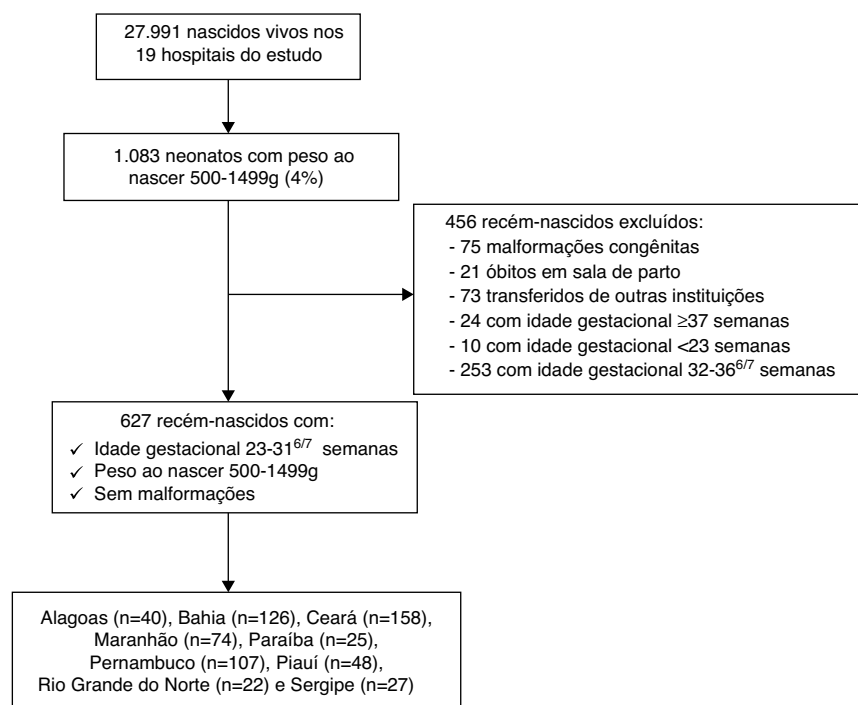 27.991 nascidos vivos nos
19 hospitais do estudo
1.083 neonatos com peso ao
nascer 500-1499g (4%)
456 recém-nascidos excluídos:
- 75 malformações congênitas
- 21 óbitos em sala de parto
- 73 transferidos de outras instituições
- 24 com idade gestacional ≥37 semanas
- 10 com idade gestacional <23 semanas
- 253 com idade gestacional 32-36⁶/⁷ semanas
627 recém-nascidos com:
✓ Idade gestacional 23-31⁶/⁷ semanas
✓ Peso ao nascer 500-1499g
✓ Sem malformações
Alagoas (n=40), Bahia (n=126), Ceará (n=158),
Maranhão (n=74), Paraíba (n=25),
Pernambuco (n=107), Piauí (n=48),
Rio Grande do Norte (n=22) e Sergipe (n=27)